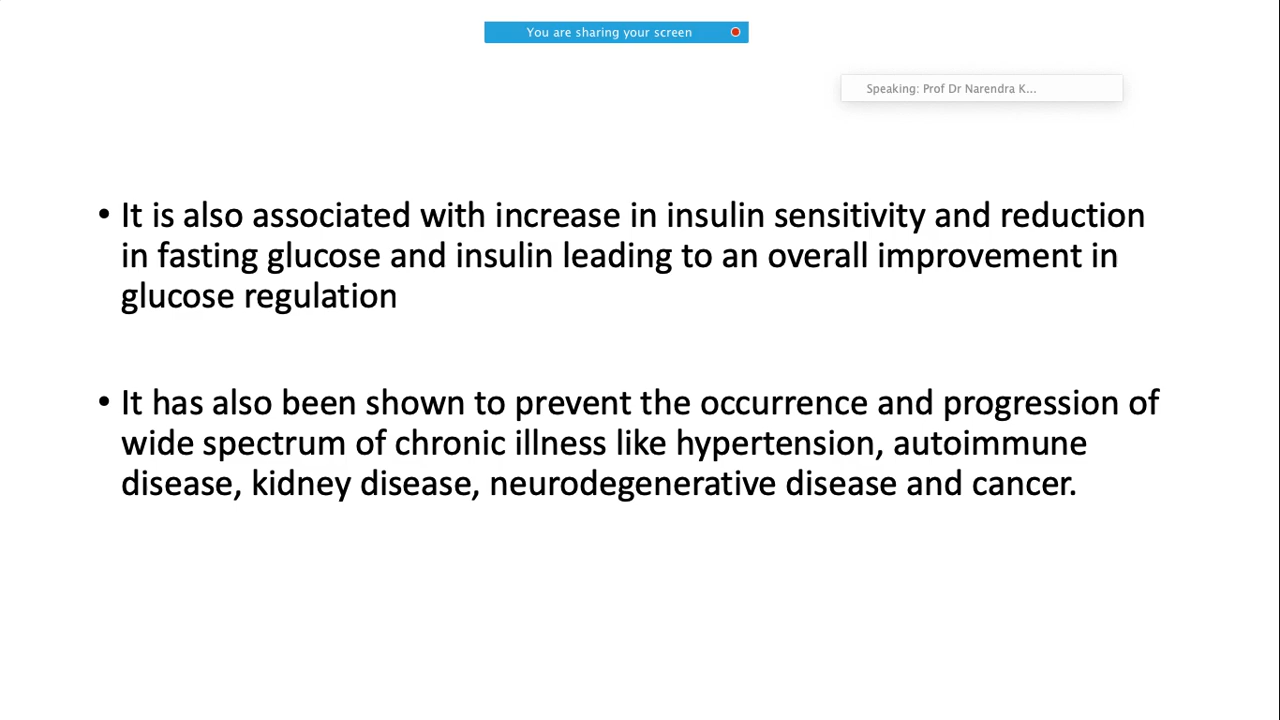 You are sharing your screen
Speaking: Prof Dr Narendra K...
• It is also associated with increase in insulin sensitivity and reduction
in fasting glucose and insulin leading to an overall improvement in
glucose regulation
• It has also been shown to prevent the occurrence and progression of
wide spectrum of chronic illness like hypertension, autoimmune
disease, kidney disease, neurodegenerative disease and cancer.